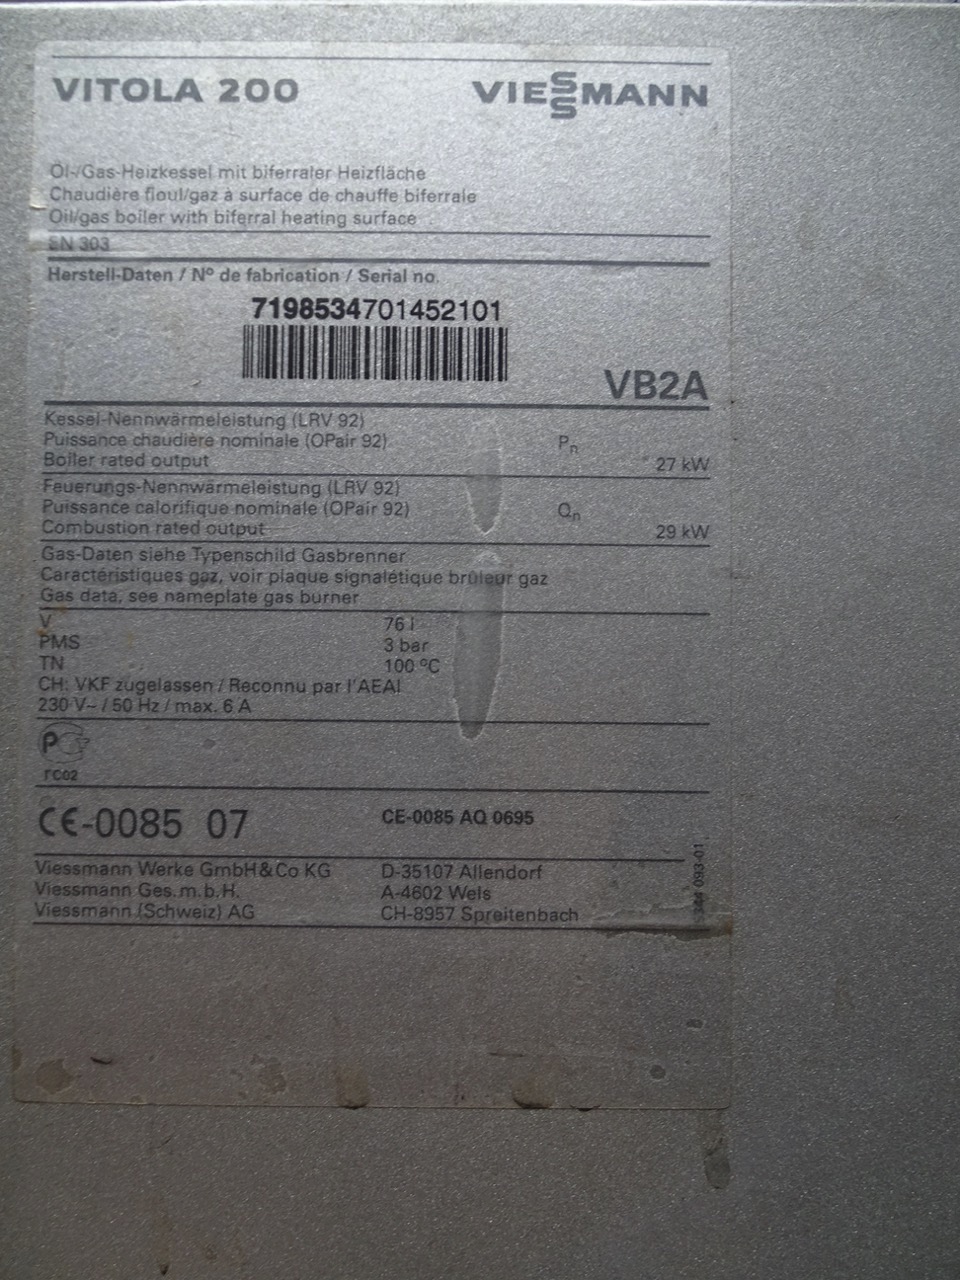 VITOLA 200 VIESSMANN
Öl-/Gas-Heizkessel mit biferraler Heizfläche
Chaudière fioul/gaz à surface de chauffe biferrale
Oil/gas boiler with biferral heating surface
EN 303
Herstell-Daten / N° de fabrication / Serial no.
7198534701452101
VB2A
Kessel-Nennwärmeleistung (LRV 92)
Puissance chaudière nominale (OPair 92) Pn
Boiler rated output 27 kW
Feuerungs-Nennwärmeleistung (LRV 92)
Puissance calorifique nominale (OPair 92) Qn
Combustion rated output 29 kW
Gas-Daten siehe Typenschild Gasbrenner
Caractéristiques gaz, voir plaque signalétique brûleur gaz
Gas data, see nameplate gas burner
V 76 l
PMS 3 bar
TN 100 °C
CH: VKF zugelassen / Reconnu par l'AEAI
230 V~ / 50 Hz / max. 6 A
РСТ
ГС02
CE-0085 07 CE-0085 AQ 0695
Viessmann Werke GmbH&Co KG D-35107 Allendorf
Viessmann Ges.m.b.H. A-4602 Wels
Viessmann (Schweiz) AG CH-8957 Spreitenbach
093-01